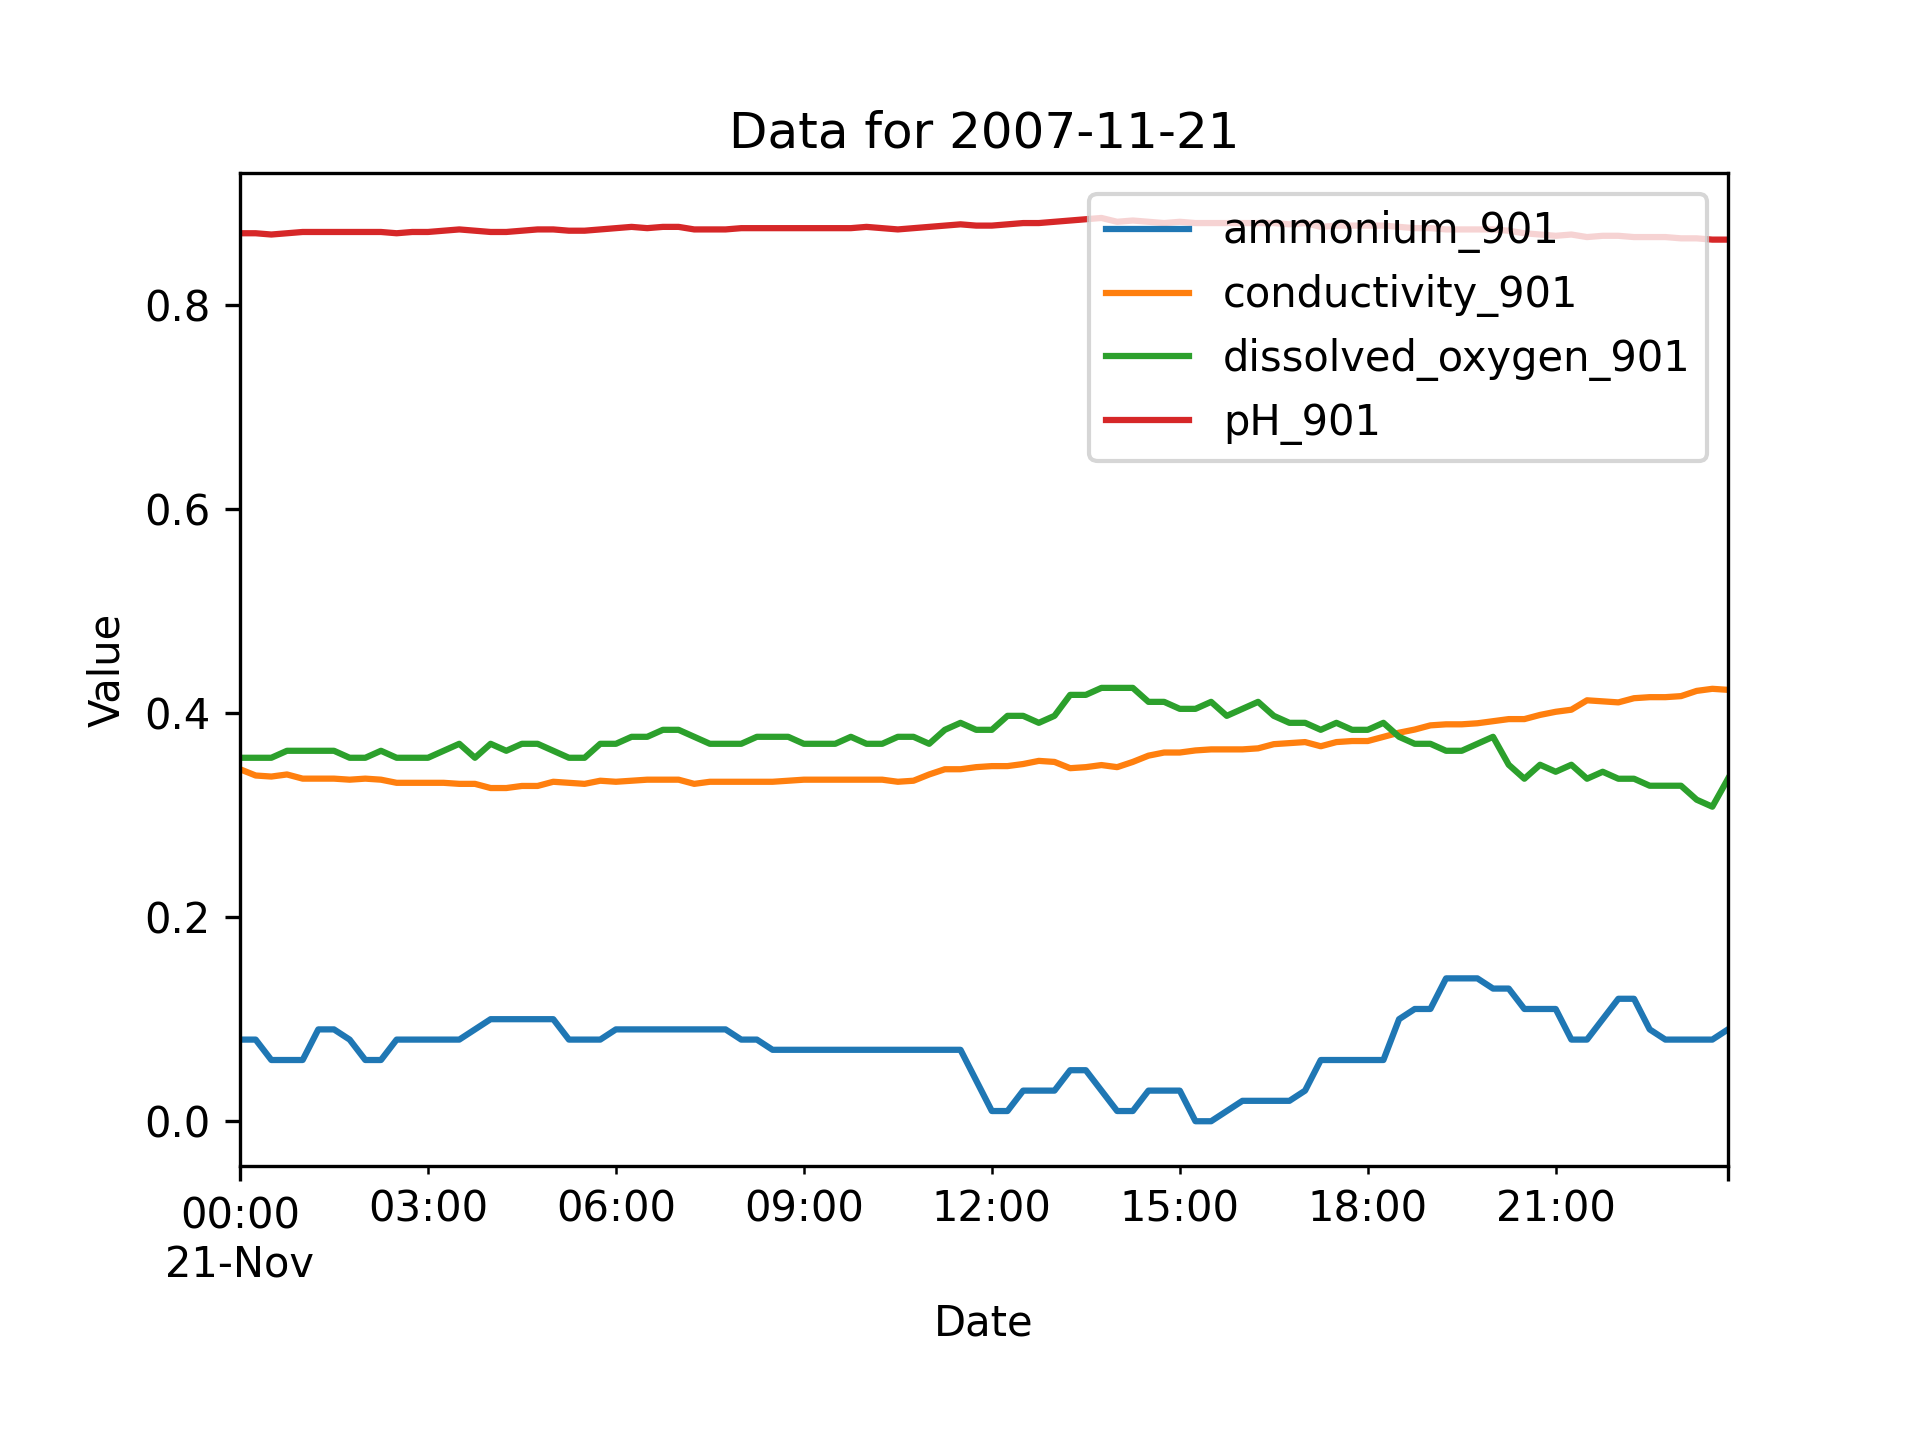 Data for 2007-11-21
ammonium_901
conductivity_901
dissolved_oxygen_901
pH_901
Value
0.8
0.6
0.4
0.2
0.0
00:00 03:00 06:00 09:00 12:00 15:00 18:00 21:00
21-Nov
Date